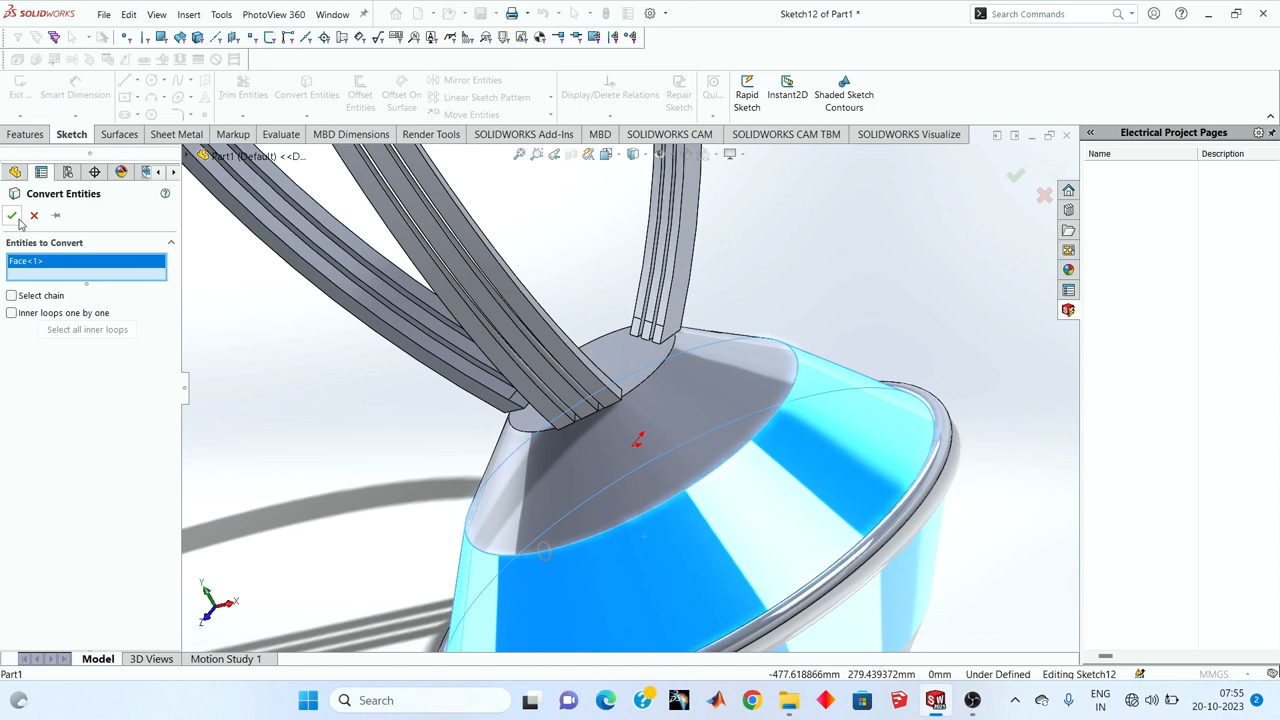 SOLIDWORKS File Edit View Insert Tools PhotoView 360 Window Sketch12 of Part1 * Search Commands
Exit ... Smart Dimension Trim Entities Convert Entities Offset Entities Offset On Surface Mirror Entities Linear Sketch Pattern Move Entities Display/Delete Relations Repair Sketch Qui... Rapid Sketch Instant2D Shaded Sketch Contours
Features Sketch Surfaces Sheet Metal Markup Evaluate MBD Dimensions Render Tools SOLIDWORKS Add-Ins MBD SOLIDWORKS CAM SOLIDWORKS CAM TBM SOLIDWORKS Visualize
Electrical Project Pages
Name Description
Part1 (Default) <<D...
Convert Entities
Entities to Convert
Face<1>
Select chain
Inner loops one by one
Select all inner loops
Y
X
Z
Model 3D Views Motion Study 1
Part1 -477.618866mm 279.439372mm 0mm Under Defined Editing Sketch12 MMGS
Search ENG IN 07:55 20-10-2023 2